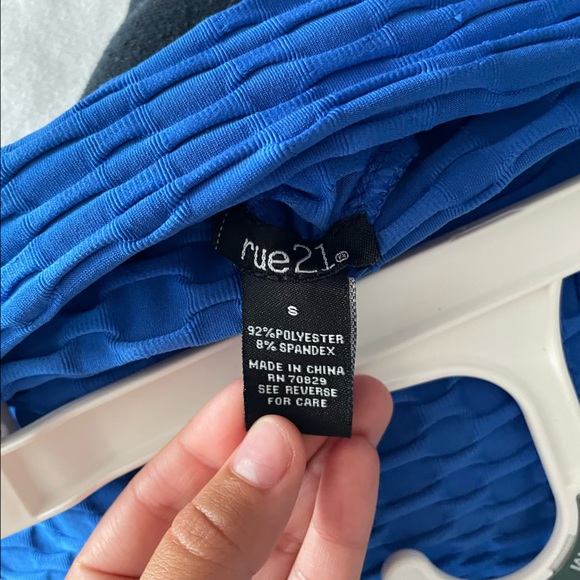 rue21®
S
92%POLYESTER
8% SPANDEX
MADE IN CHINA
RN 70829
SEE REVERSE
FOR CARE